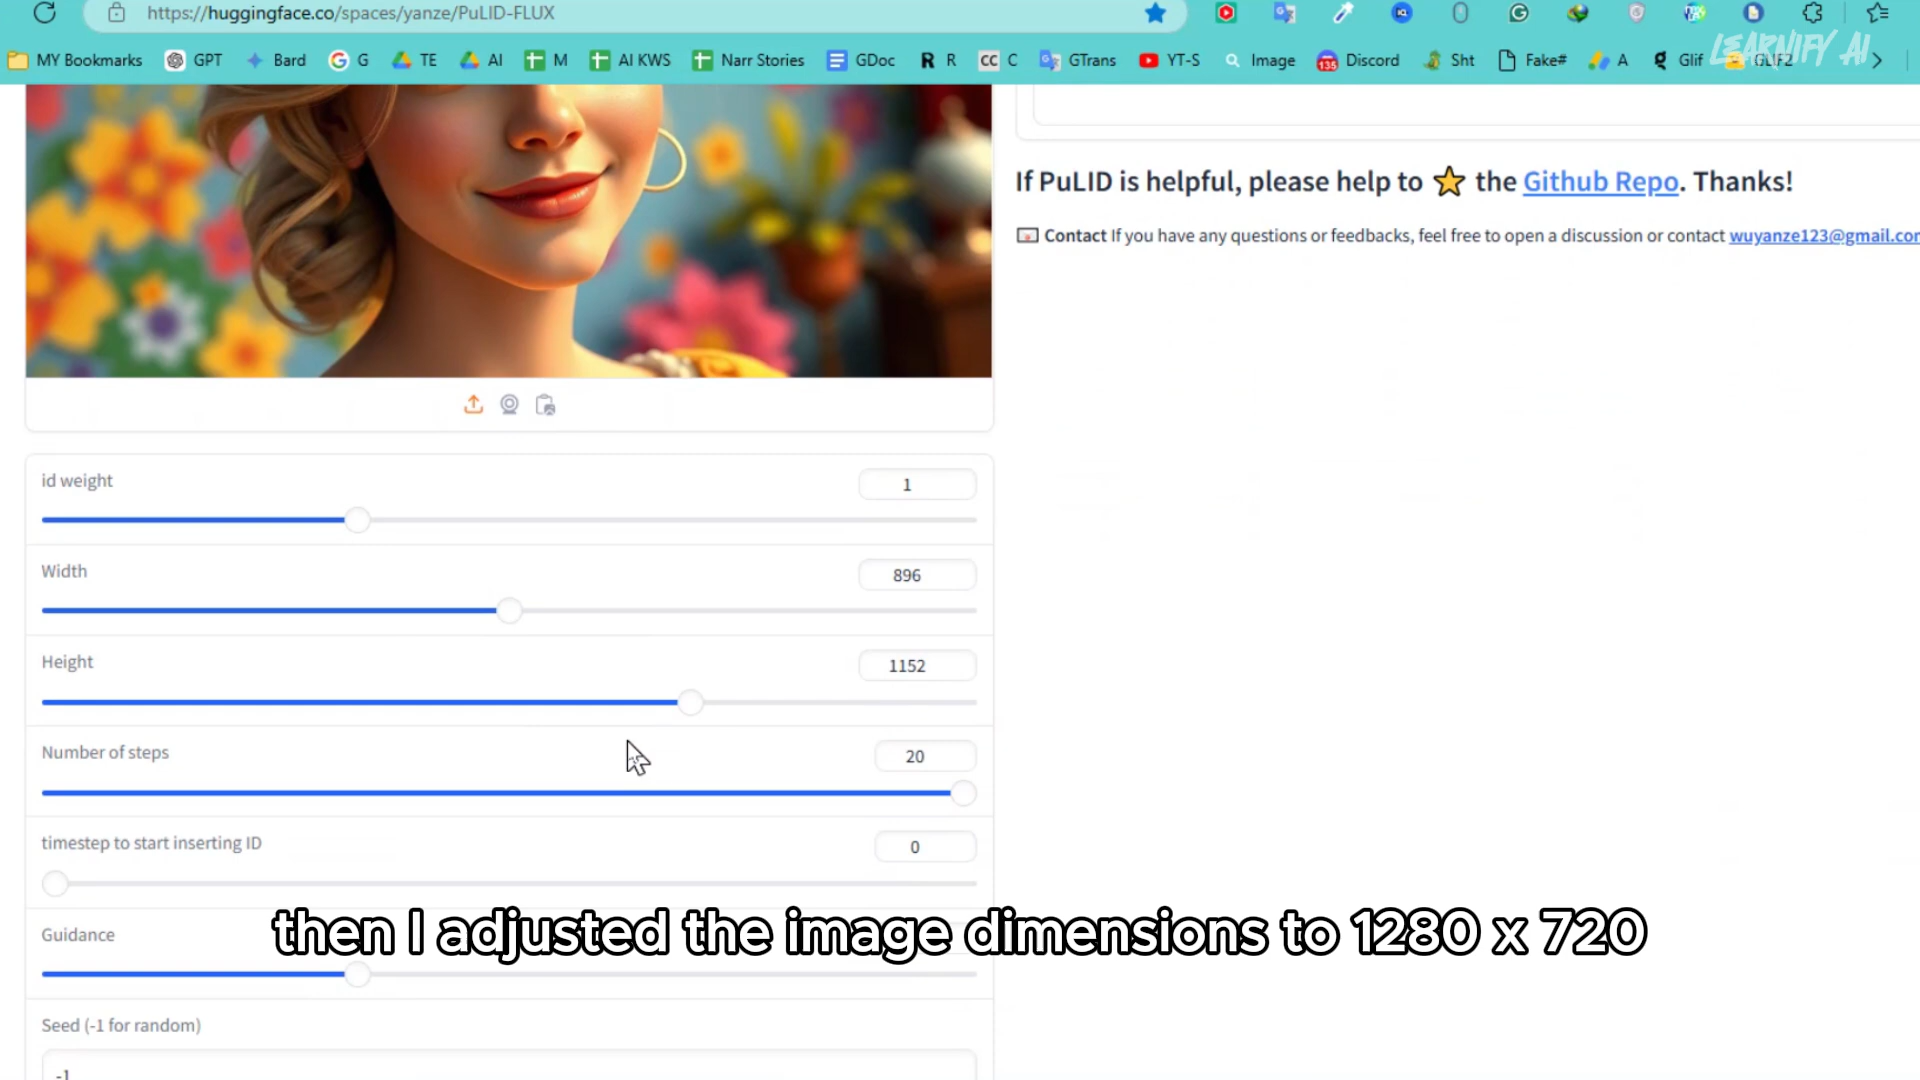 https://huggingface.co/spaces/yanze/PuLID-FLUX
MY Bookmarks GPT Bard G TE AI M AI KWS Narr Stories GDoc R R CC C GTrans YT-S Image 135 Discord Sht Fake# A Glif GLIF2
LEARNIFY AI
If PuLID is helpful, please help to ⭐ the Github Repo. Thanks!
Contact If you have any questions or feedbacks, feel free to open a discussion or contact wuyanze123@gmail.com
id weight 1
Width 896
Height 1152
Number of steps 20
timestep to start inserting ID 0
then I adjusted the image dimensions to 1280 x 720
Guidance
Seed (-1 for random)
-1